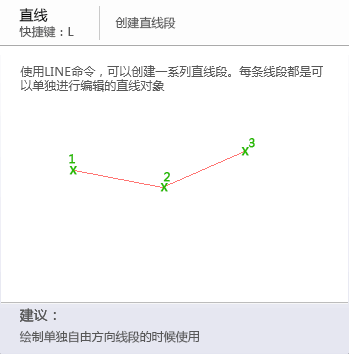 直线
快捷键：L
创建直线段
使用LINE命令，可以创建一系列直线段。每条线段都是可
以单独进行编辑的直线对象
1
2
3
建议：
绘制单独自由方向线段的时候使用